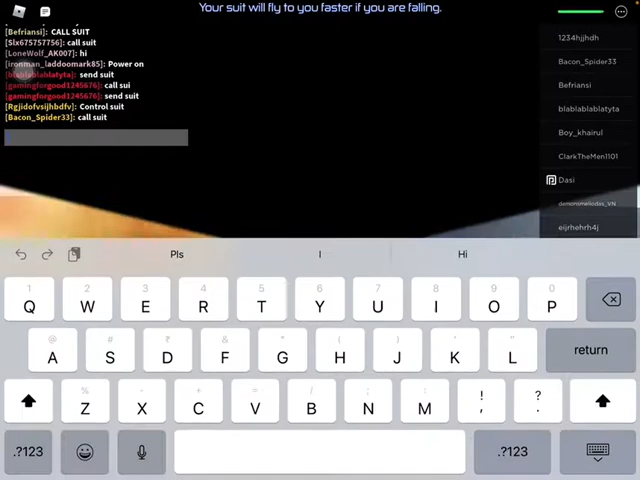 Your suit will fly to you faster if you are falling.
[Befriansi]: CALL SUIT
[Slx675757756]: call suit
[LoneWolf_AK007]: hi
[ironman_laddoomark85]: Power on
[blablablahlatyta]: send suit
[gamingforgood1245676]: call sui
[gamingforgood1245676]: send suit
[Rgjidofvsijhbdfv]: Control suit
[Bacon_Spider33]: call suit
1234hjjhdh
Bacon_Spider33
Befriansi
blablablahlatyta
Boy_khairul
ClarkTheMen1101
Dasi
demonsmeliodas_VN
eijrhehrh4j
Pls I Hi
1 2 3 4 5 6 7 8 9 0
Q W E R T Y U I O P
@ # ₽ & * ( ) ' "
A S D F G H J K L return
% - + = / ; : ! ?
Z X C V B N M , .
.?123 .?123